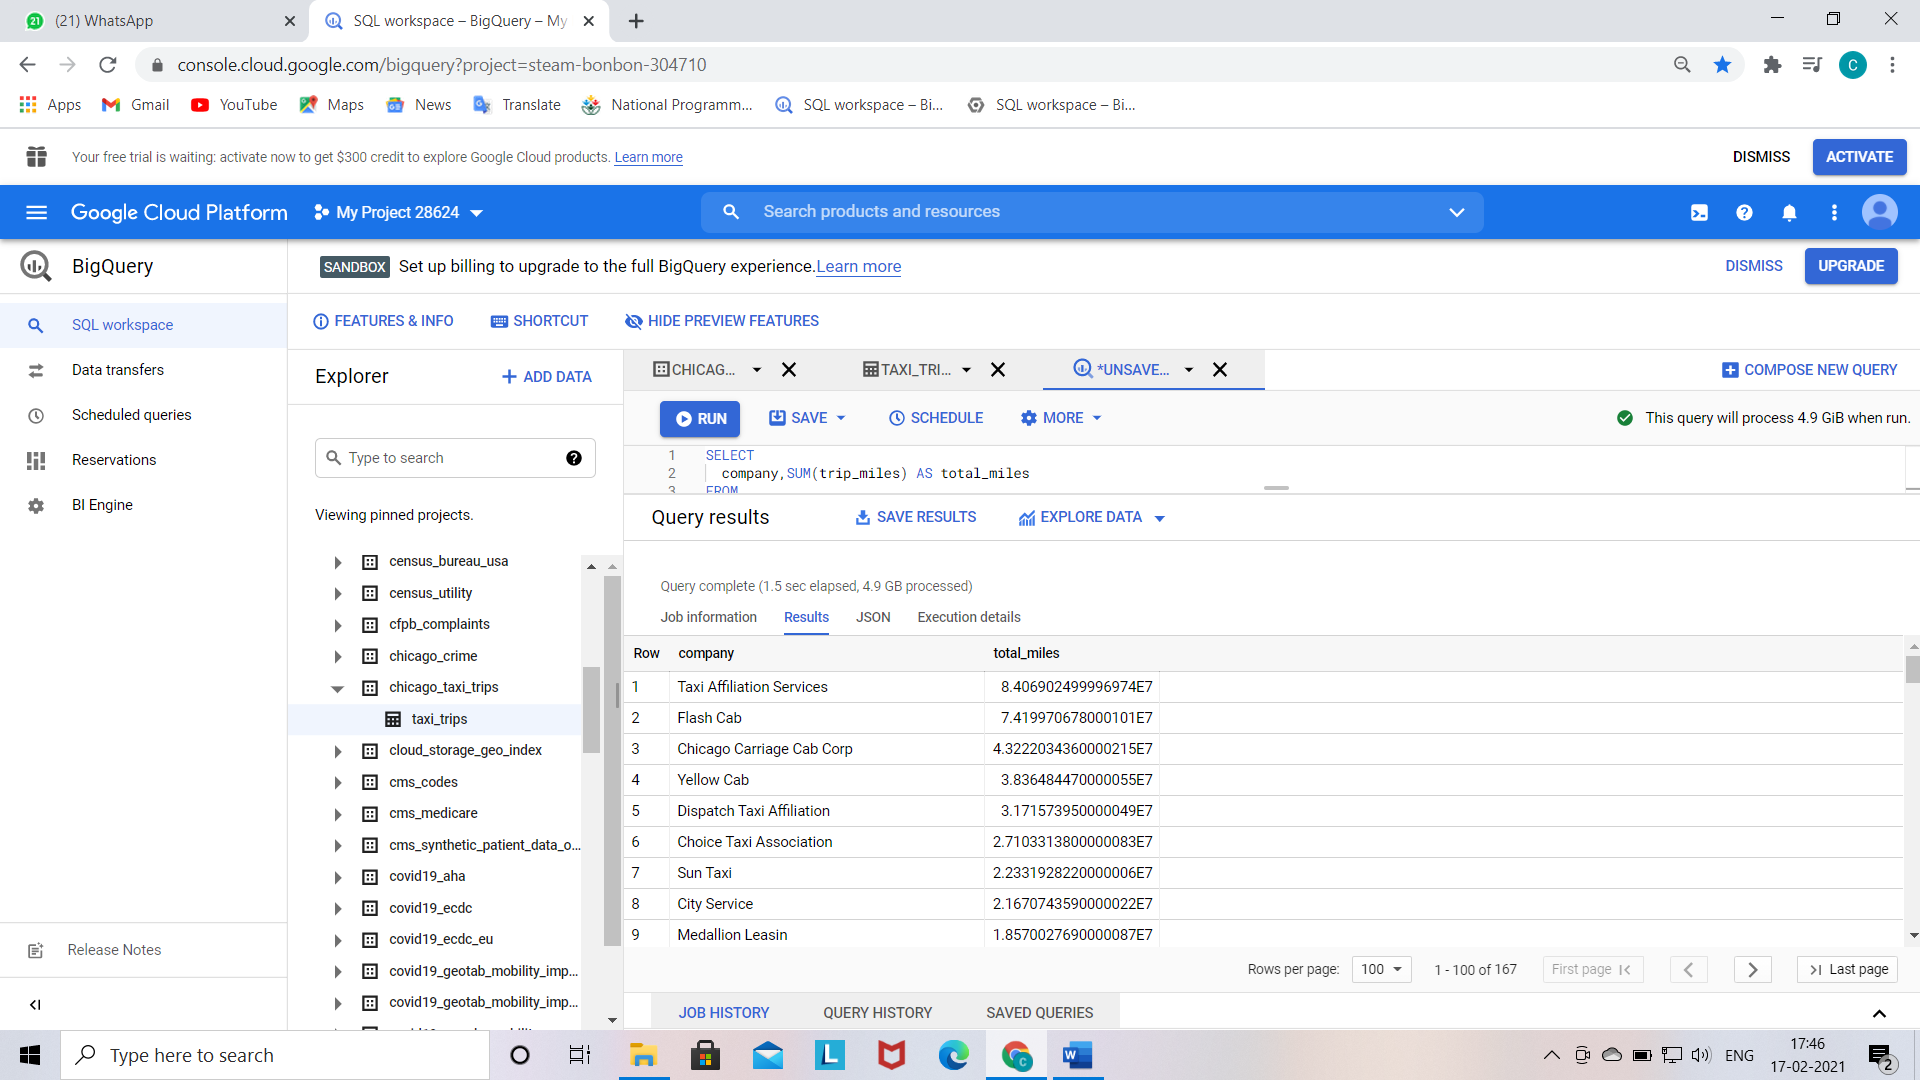 (21) WhatsApp
SQL workspace – BigQuery – My
console.cloud.google.com/bigquery?project=steam-bonbon-304710
C
Apps Gmail YouTube Maps News Translate National Programm... SQL workspace – Bi... SQL workspace – Bi...
Your free trial is waiting: activate now to get $300 credit to explore Google Cloud products. Learn more
DISMISS ACTIVATE
Google Cloud Platform My Project 28624 Search products and resources
BigQuery
SANDBOX Set up billing to upgrade to the full BigQuery experience. Learn more
DISMISS UPGRADE
SQL workspace
Data transfers
Scheduled queries
Reservations
BI Engine
Release Notes
FEATURES & INFO SHORTCUT HIDE PREVIEW FEATURES
Explorer + ADD DATA
Type to search
Viewing pinned projects.
census_bureau_usa
census_utility
cfpb_complaints
chicago_crime
chicago_taxi_trips
taxi_trips
cloud_storage_geo_index
cms_codes
cms_medicare
cms_synthetic_patient_data_o...
covid19_aha
covid19_ecdc
covid19_ecdc_eu
covid19_geotab_mobility_imp...
covid19_geotab_mobility_imp...
CHICAG... TAXI_TRI... *UNSAVE... COMPOSE NEW QUERY
RUN SAVE SCHEDULE MORE This query will process 4.9 GiB when run.
1 SELECT
2 company,SUM(trip_miles) AS total_miles
3 FROM
Query results SAVE RESULTS EXPLORE DATA
Query complete (1.5 sec elapsed, 4.9 GB processed)
Job information Results JSON Execution details
Row company total_miles
1 Taxi Affiliation Services 8.406902499996974E7
2 Flash Cab 7.419970678000101E7
3 Chicago Carriage Cab Corp 4.3222034360000215E7
4 Yellow Cab 3.836484470000055E7
5 Dispatch Taxi Affiliation 3.171573950000049E7
6 Choice Taxi Association 2.7103313800000083E7
7 Sun Taxi 2.2331928220000006E7
8 City Service 2.1670743590000022E7
9 Medallion Leasin 1.8570027690000087E7
Rows per page: 100 1 - 100 of 167 First page Last page
JOB HISTORY QUERY HISTORY SAVED QUERIES
Type here to search
ENG
17:46
17-02-2021
2